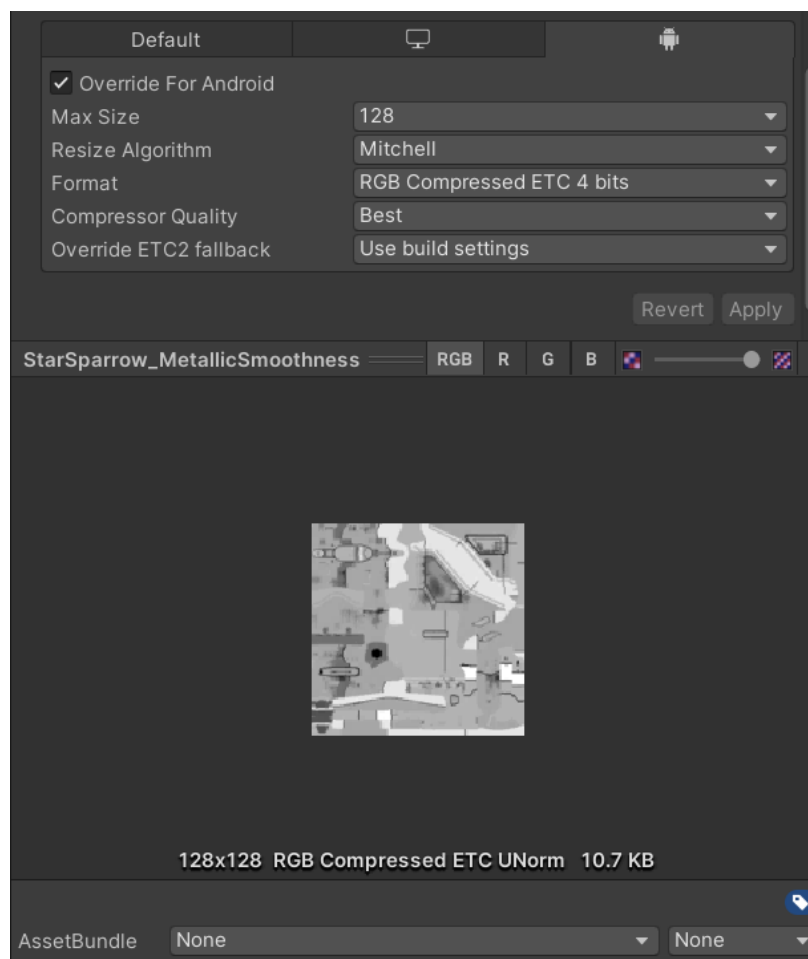 Default
Override For Android
Max Size 128
Resize Algorithm Mitchell
Format RGB Compressed ETC 4 bits
Compressor Quality Best
Override ETC2 fallback Use build settings
Revert Apply
StarSparrow_MetallicSmoothness RGB R G B
128x128 RGB Compressed ETC UNorm 10.7 KB
AssetBundle None None